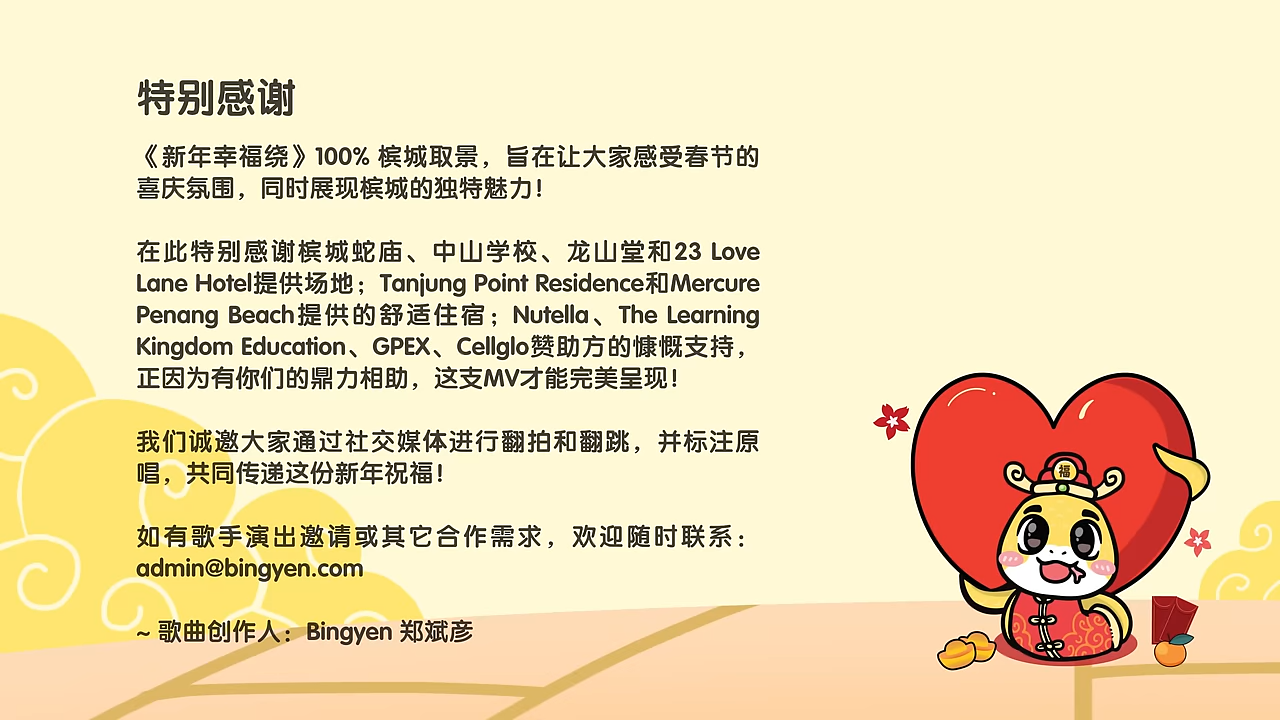 特别感谢
《新年幸福绕》100% 槟城取景，旨在让大家感受春节的
喜庆氛围，同时展现槟城的独特魅力！
在此特别感谢槟城蛇庙、中山学校、龙山堂和23 Love
Lane Hotel提供场地；Tanjung Point Residence和Mercure
Penang Beach提供的舒适住宿；Nutella、The Learning
Kingdom Education、GPEX、Cellglo赞助方的慷慨支持，
正因为有你们的鼎力相助，这支MV才能完美呈现！
我们诚邀大家通过社交媒体进行翻拍和翻跳，并标注原
唱，共同传递这份新年祝福！
如有歌手演出邀请或其它合作需求，欢迎随时联系：
admin@bingyen.com
~ 歌曲创作人：Bingyen 郑斌彦
福